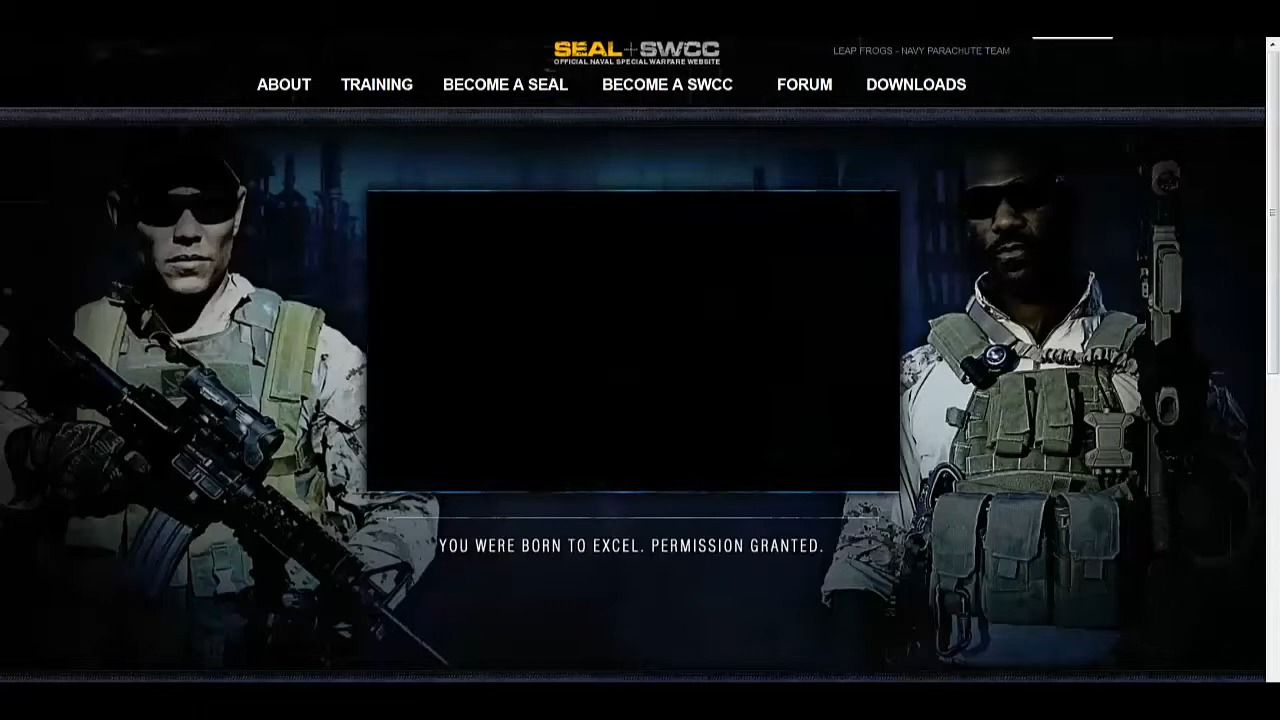 SEAL SWCC
OFFICIAL NAVAL SPECIAL WARFARE WEBSITE
LEAP FROGS - NAVY PARACHUTE TEAM
ABOUT TRAINING BECOME A SEAL BECOME A SWCC FORUM DOWNLOADS
YOU WERE BORN TO EXCEL. PERMISSION GRANTED.